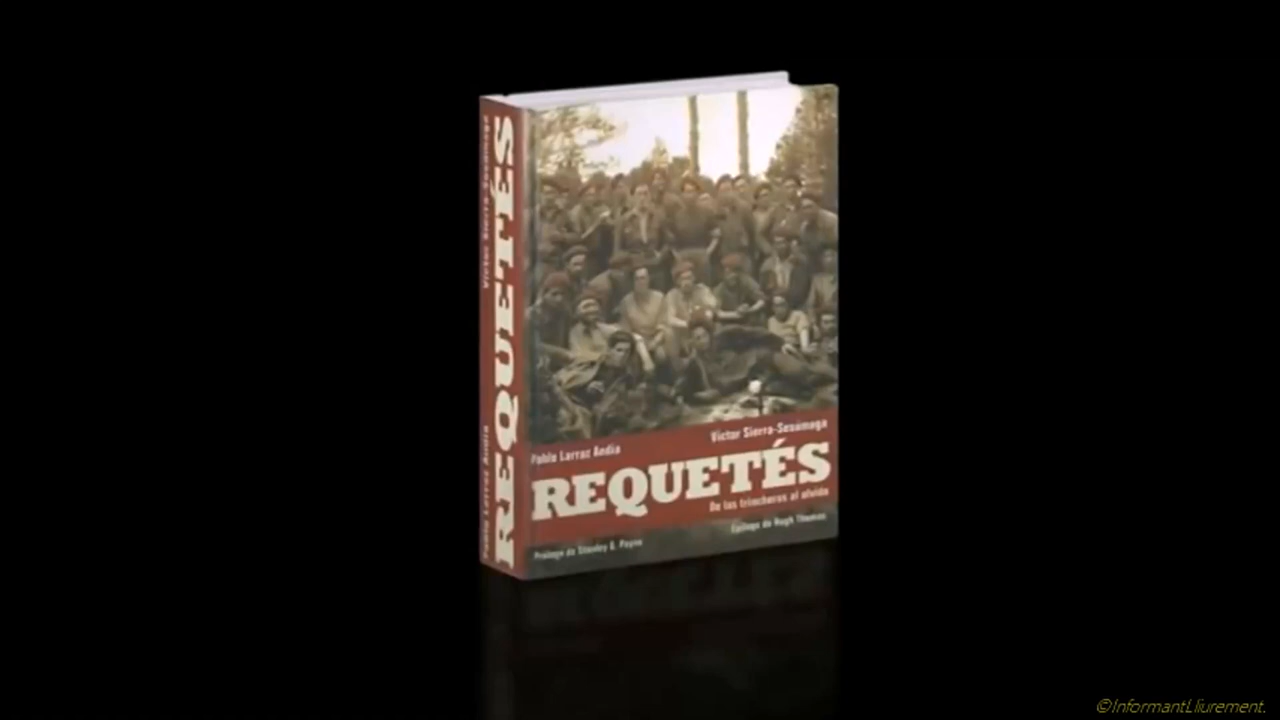 Víctor Sierra-Sesúmaga
REQUETÉS
Pablo Larraz Andía
Pablo Larraz Andía
Víctor Sierra-Sesúmaga
REQUETÉS
De las trincheras al olvido
Epílogo de Hugh Thomas
Prólogo de Stanley G. Payne
©InformantLliurement.